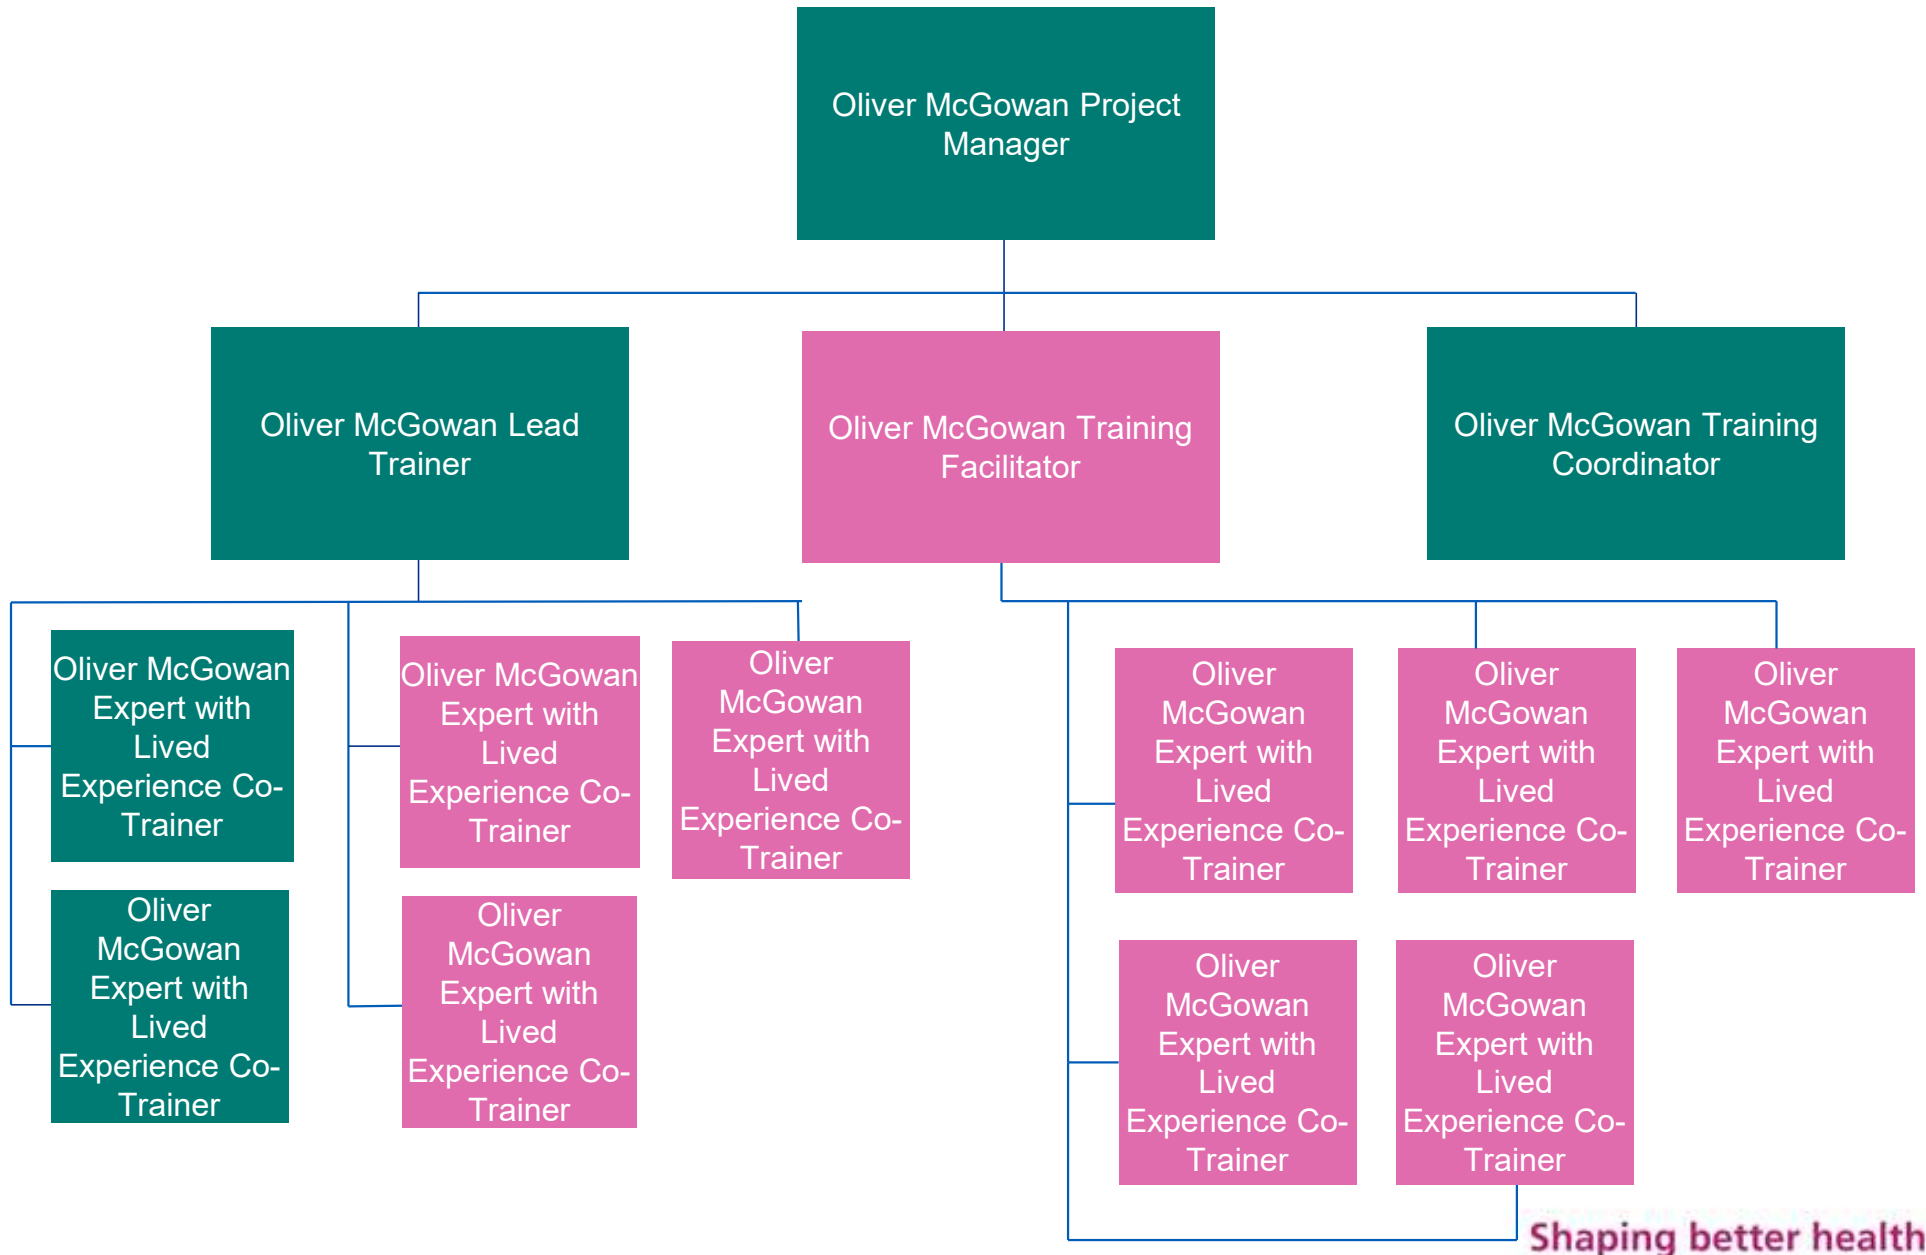 Oliver McGowan Project
Manager
Oliver McGowan Lead
Trainer
Oliver McGowan Training
Facilitator
Oliver McGowan Training
Coordinator
Oliver McGowan
Expert with
Lived
Experience Co-
Trainer
Oliver McGowan
Expert with
Lived
Experience Co-
Trainer
Oliver
McGowan
Expert with
Lived
Experience Co-
Trainer
Oliver
McGowan
Expert with
Lived
Experience Co-
Trainer
Oliver
McGowan
Expert with
Lived
Experience Co-
Trainer
Oliver
McGowan
Expert with
Lived
Experience Co-
Trainer
Oliver
McGowan
Expert with
Lived
Experience Co-
Trainer
Oliver
McGowan
Expert with
Lived
Experience Co-
Trainer
Oliver
McGowan
Expert with
Lived
Experience Co-
Trainer
Oliver
McGowan
Expert with
Lived
Experience Co-
Trainer
Shaping better health